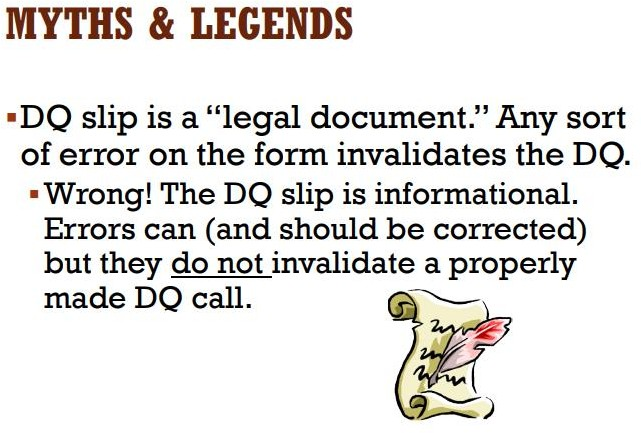 MYTHS & LEGENDS
▪DQ slip is a “legal document.” Any sort
of error on the form invalidates the DQ.
▪Wrong! The DQ slip is informational.
Errors can (and should be corrected)
but they do not invalidate a properly
made DQ call.